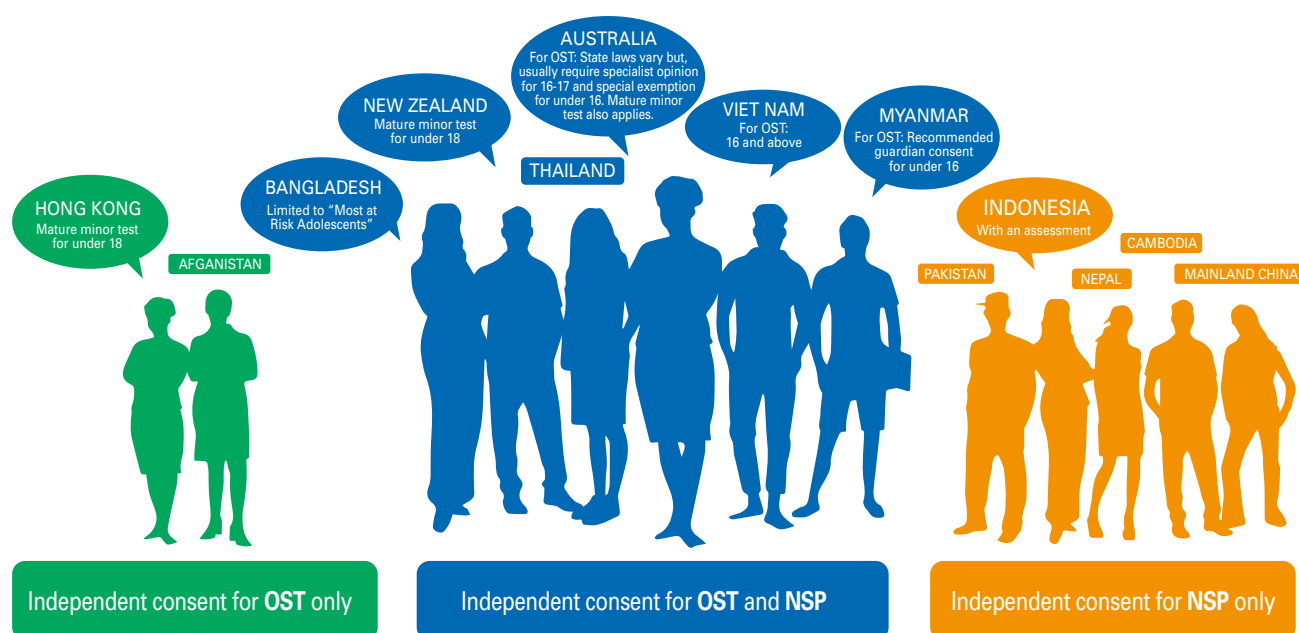 AUSTRALIA
For OST: State laws vary but,
usually require specialist opinion
for 16-17 and special exemption
for under 16. Mature minor
test also applies.
NEW ZEALAND
Mature minor test
for under 18
VIET NAM
For OST:
16 and above
MYANMAR
For OST: Recommended
guardian consent
for under 16
THAILAND
BANGLADESH
Limited to “Most at
Risk Adolescents”
HONG KONG
Mature minor test
for under 18
AFGANISTAN
INDONESIA
With an assessment
CAMBODIA
PAKISTAN
NEPAL
MAINLAND CHINA
Independent consent for OST only
Independent consent for OST and NSP
Independent consent for NSP only